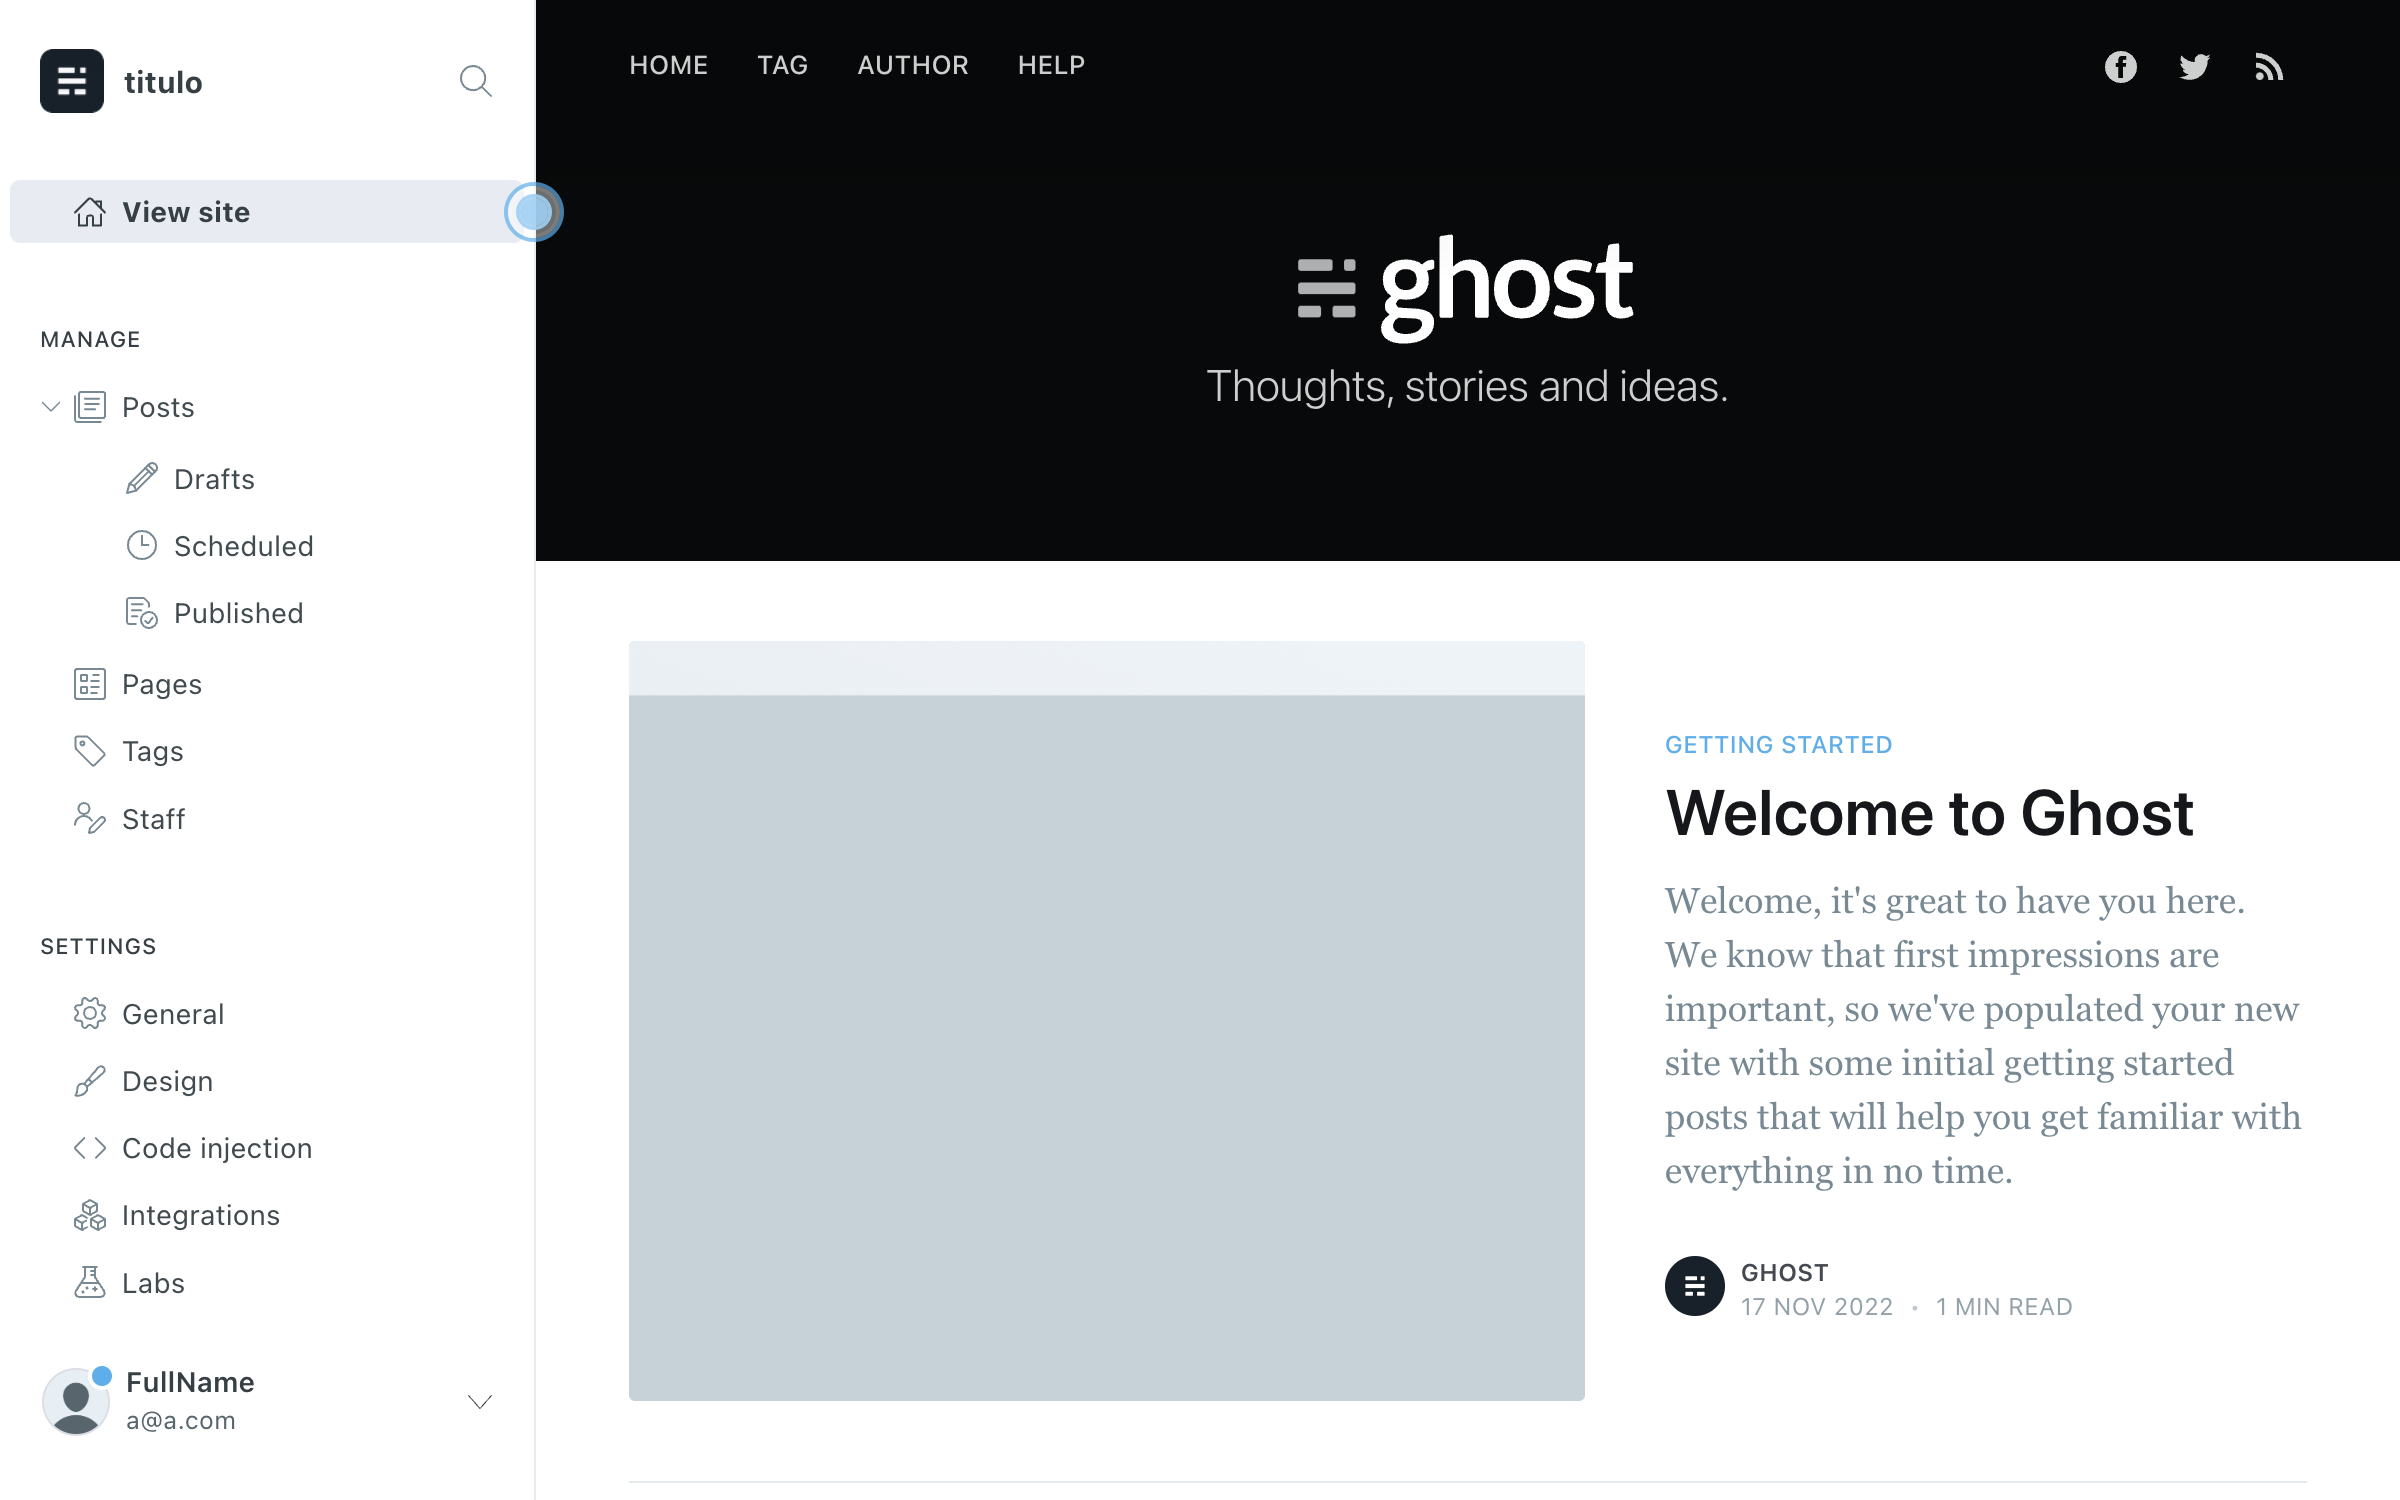 titulo
View site
MANAGE
Posts
Drafts
Scheduled
Published
Pages
Tags
Staff
SETTINGS
General
Design
Code injection
Integrations
Labs
FullName
a@a.com
HOME TAG AUTHOR HELP
ghost
Thoughts, stories and ideas.
GETTING STARTED
Welcome to Ghost
Welcome, it's great to have you here.
We know that first impressions are
important, so we've populated your new
site with some initial getting started
posts that will help you get familiar with
everything in no time.
GHOST
17 NOV 2022 • 1 MIN READ